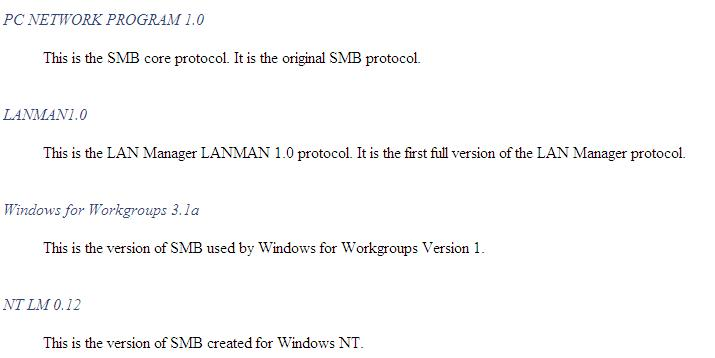 PC NETWORK PROGRAM 1.0
This is the SMB core protocol. It is the original SMB protocol.
LANMAN1.0
This is the LAN Manager LANMAN 1.0 protocol. It is the first full version of the LAN Manager protocol.
Windows for Workgroups 3.1a
This is the version of SMB used by Windows for Workgroups Version 1.
NT LM 0.12
This is the version of SMB created for Windows NT.